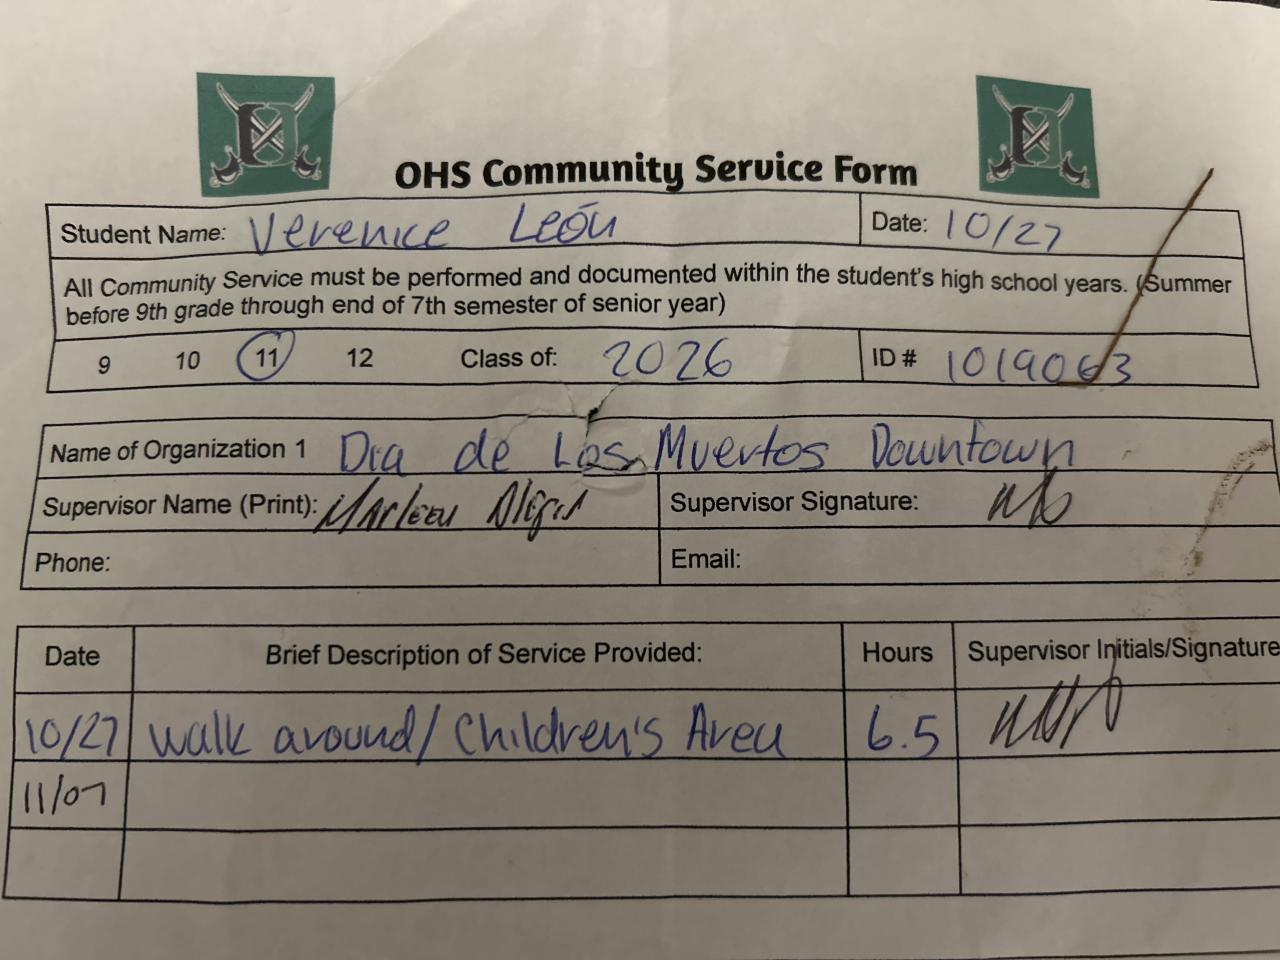 OHS Community Service Form
Student Name: Verenice León Date: 10/27
All Community Service must be performed and documented within the student's high school years. (Summer
before 9th grade through end of 7th semester of senior year)
9 10 11 12 Class of: 2026 ID # 1019063
Name of Organization 1 Dia de Los Muertos Downtown
Supervisor Name (Print): Supervisor Signature:
Phone: Email:
Date Brief Description of Service Provided: Hours Supervisor Initials/Signature
10/27 walk around/ Children's Area 6.5
11/07